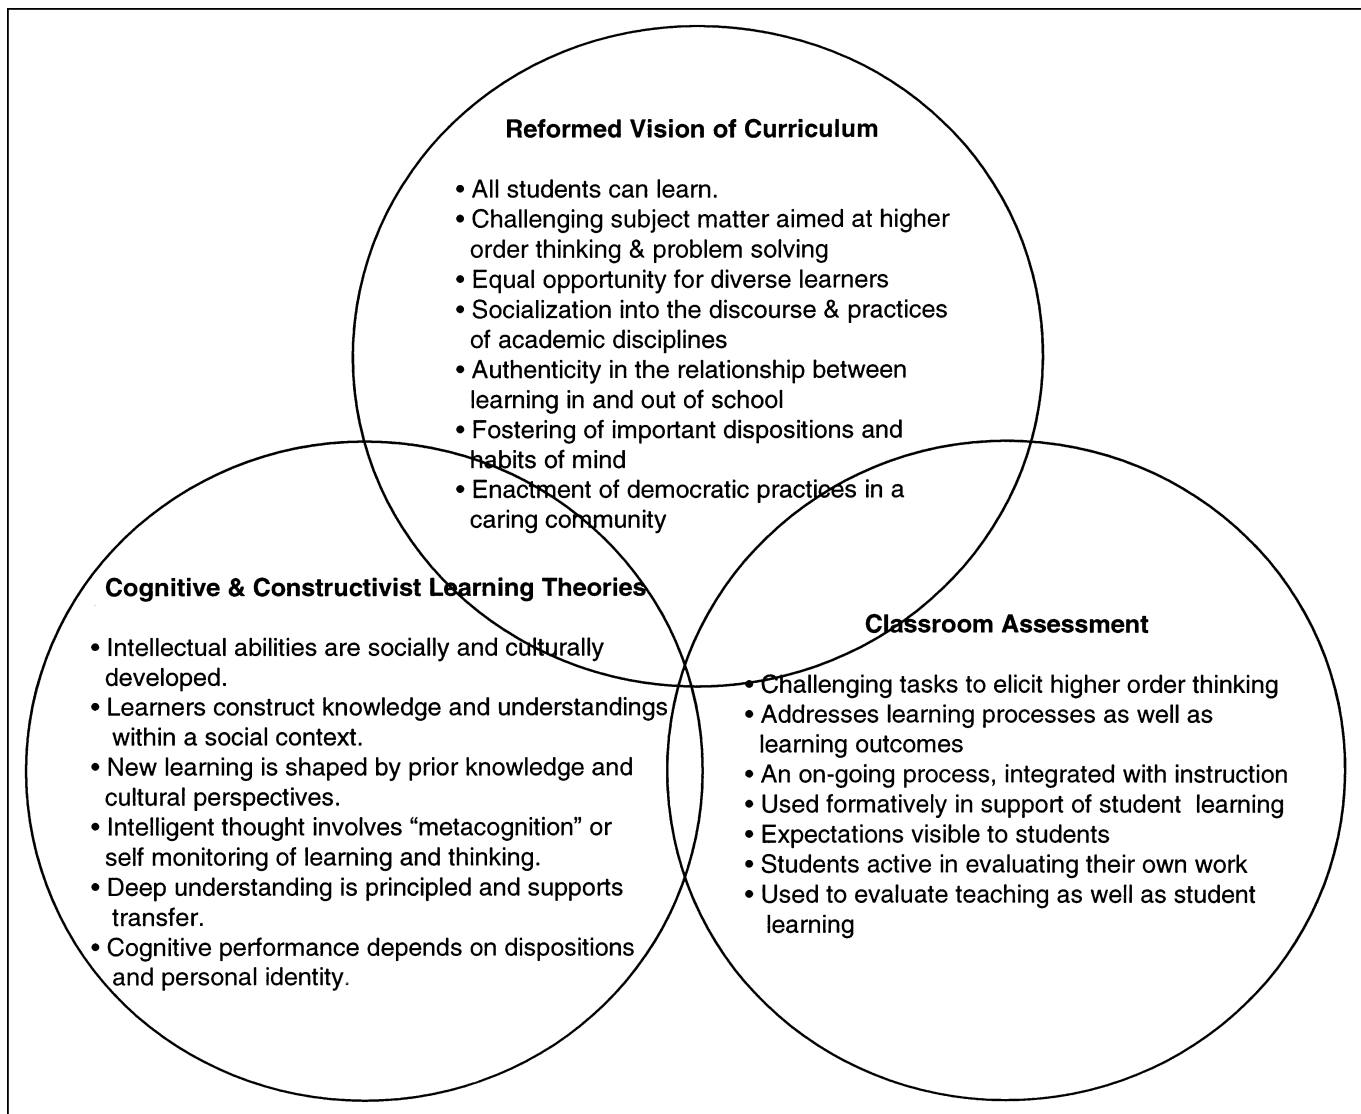 Reformed Vision of Curriculum
• All students can learn.
• Challenging subject matter aimed at higher
order thinking & problem solving
• Equal opportunity for diverse learners
• Socialization into the discourse & practices
of academic disciplines
• Authenticity in the relationship between
learning in and out of school
• Fostering of important dispositions and
habits of mind
• Enactment of democratic practices in a
caring community
Cognitive & Constructivist Learning Theories
• Intellectual abilities are socially and culturally
developed.
• Learners construct knowledge and understandings
within a social context.
• New learning is shaped by prior knowledge and
cultural perspectives.
• Intelligent thought involves “metacognition” or
self monitoring of learning and thinking.
• Deep understanding is principled and supports
transfer.
• Cognitive performance depends on dispositions
and personal identity.
Classroom Assessment
• Challenging tasks to elicit higher order thinking
• Addresses learning processes as well as
learning outcomes
• An on-going process, integrated with instruction
• Used formatively in support of student learning
• Expectations visible to students
• Students active in evaluating their own work
• Used to evaluate teaching as well as student
learning